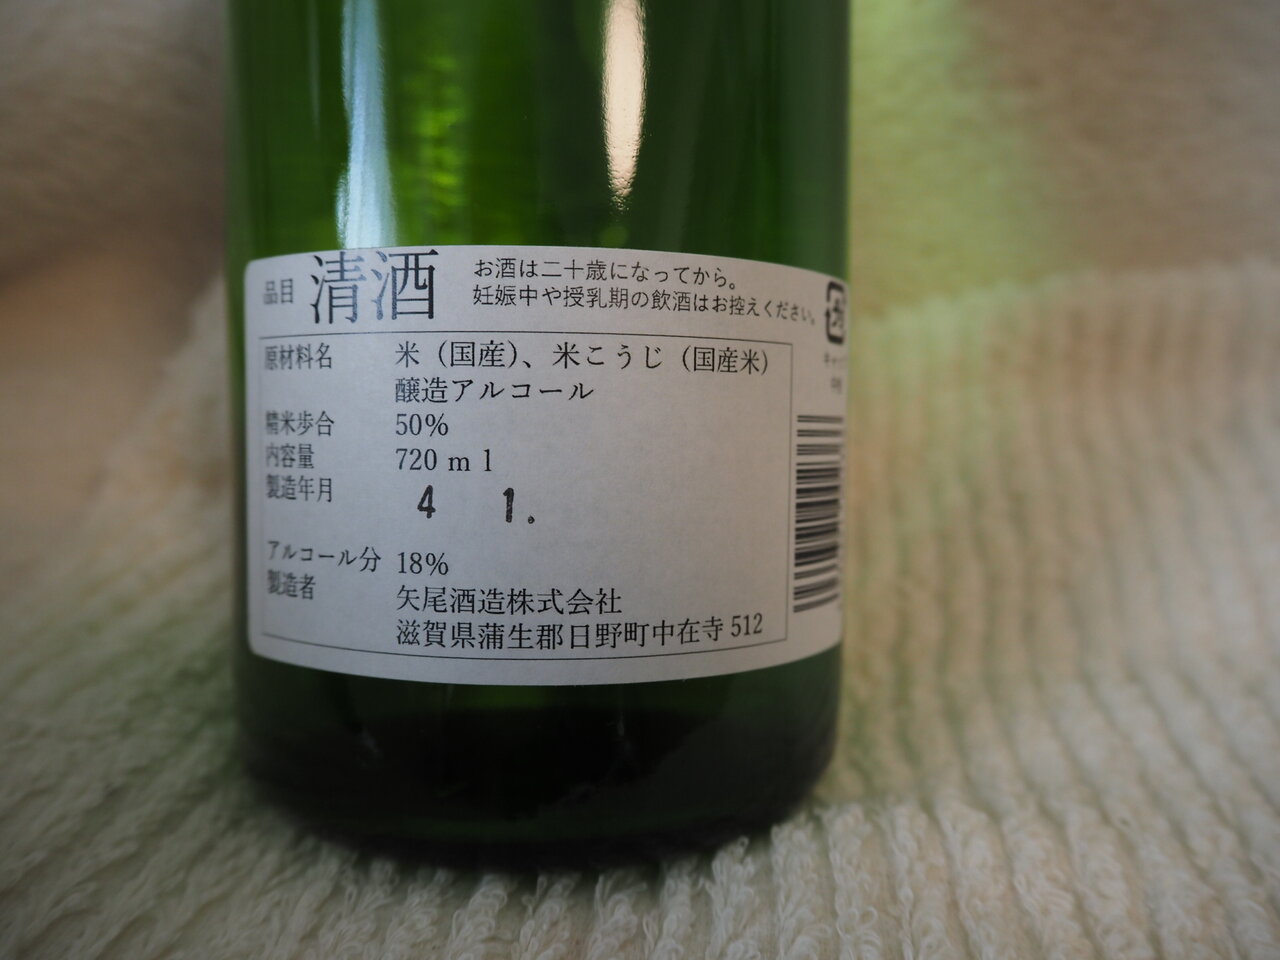 品目 清酒
お酒は二十歳になってから。
妊娠中や授乳期の飲酒はお控えください。
原材料名 米（国産）、米こうじ（国産米）
醸造アルコール
精米歩合 50%
内容量 720ｍｌ
製造年月 4 1.
アルコール分 18%
製造者 矢尾酒造株式会社
滋賀県蒲生郡日野町中在寺512